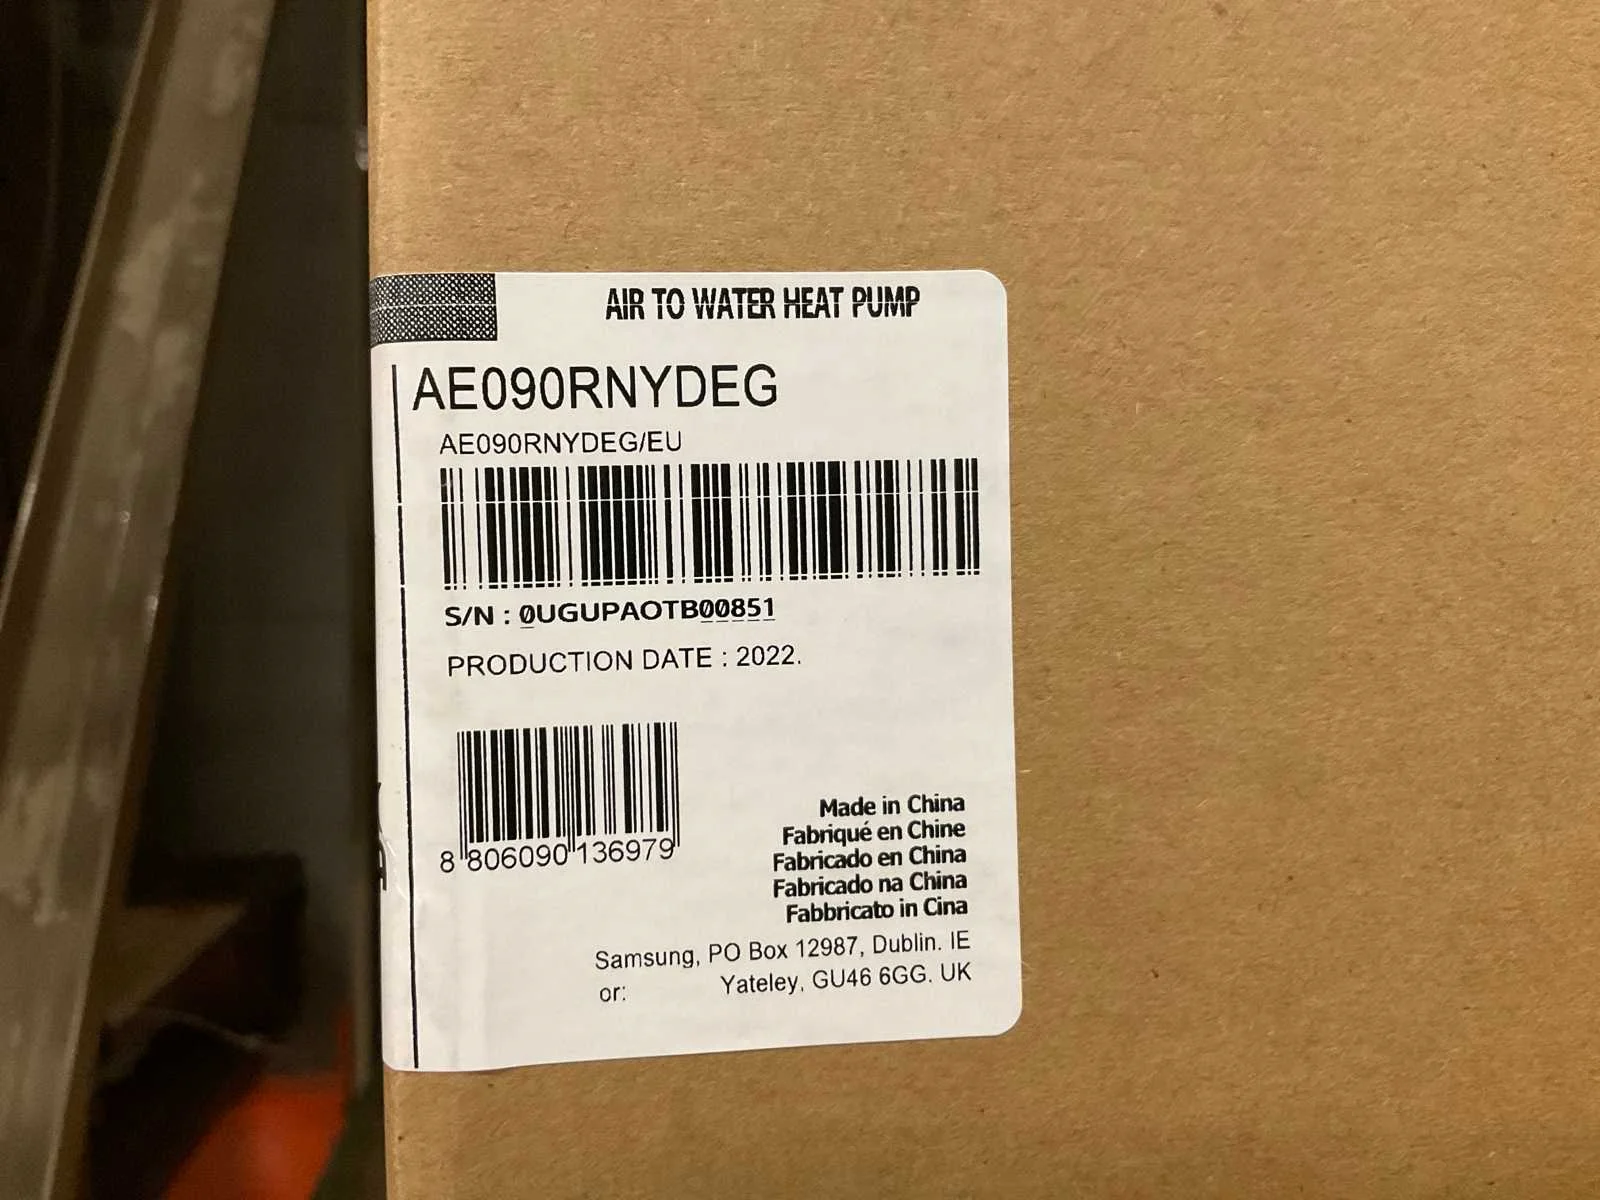 AIR TO WATER HEAT PUMP
AE090RNYDEG
AE090RNYDEG/EU
S/N : 0UGUPAOTB00851
PRODUCTION DATE : 2022.
8 806090 136979
Made in China
Fabriqué en Chine
Fabricado en China
Fabricado na China
Fabbricato in Cina
Samsung, PO Box 12987, Dublin. IE
or: Yateley, GU46 6GG. UK